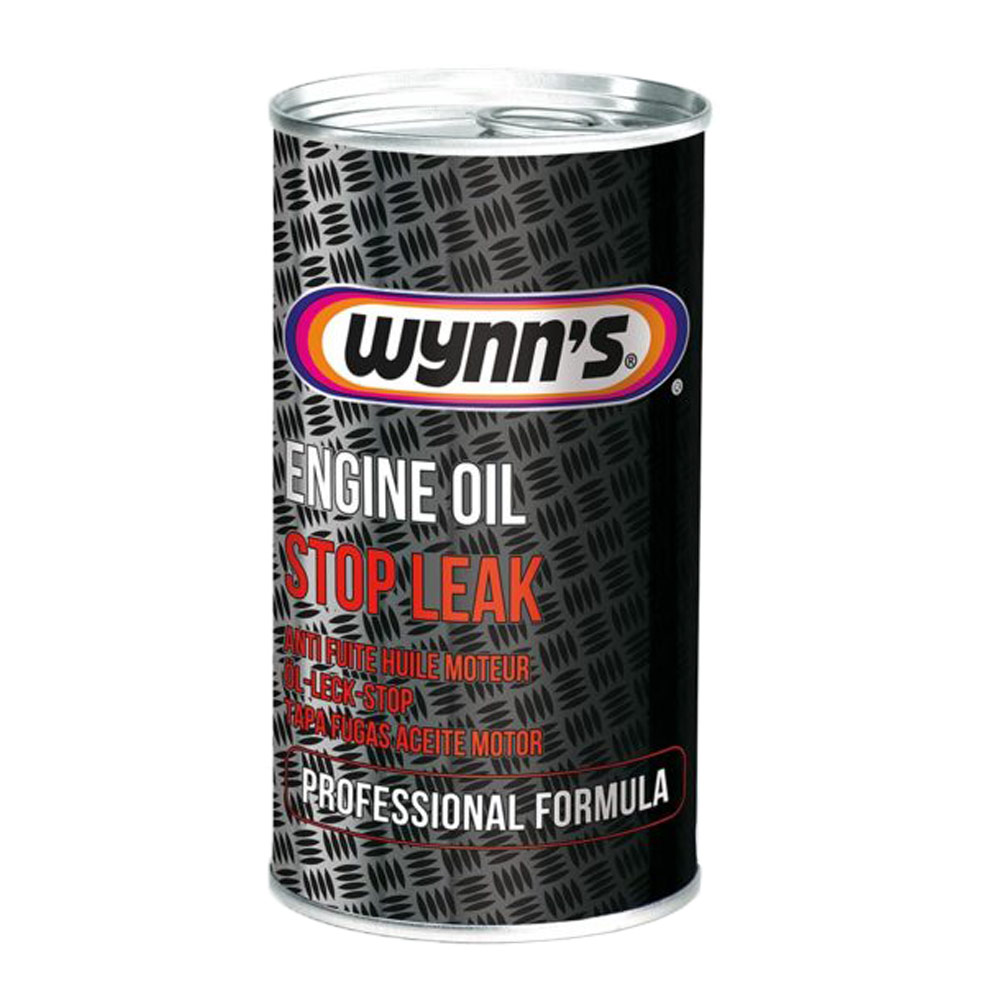 wynn's®
®
ENGINE OIL
STOP LEAK
ANTI FUITE HUILE MOTEUR
ÖL-LECK-STOP
TAPA FUGAS ACEITE MOTOR
PROFESSIONAL FORMULA